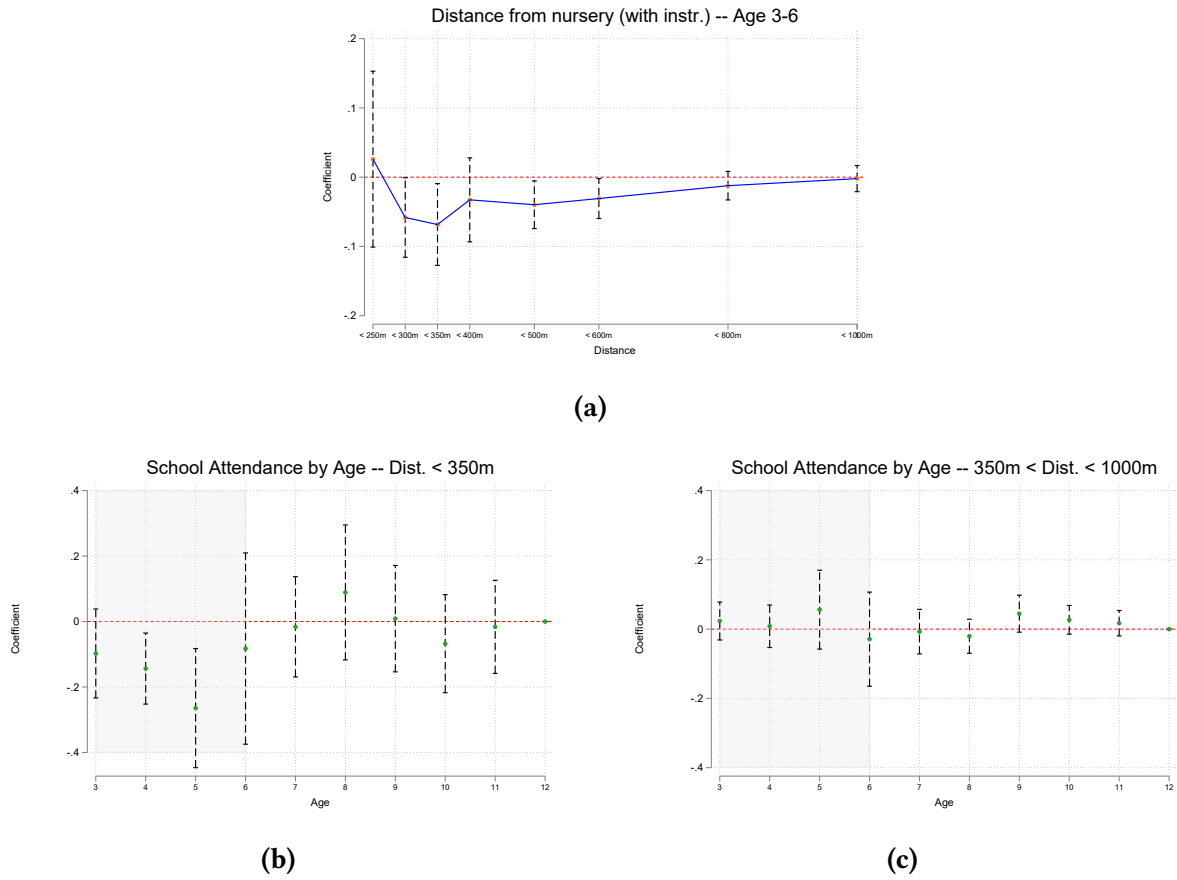 Distance from nursery (with instr.) -- Age 3-6
.2
.1
0
-.1
-.2
Coefficient
< 250m < 300m < 350m < 400m < 500m < 600m < 800m < 1000m
Distance
(a)
School Attendance by Age -- Dist. < 350m
.4
.2
0
-.2
-.4
Coefficient
3 4 5 6 7 8 9 10 11 12
Age
(b)
School Attendance by Age -- 350m < Dist. < 1000m
.4
.2
0
-.2
-.4
Coefficient
3 4 5 6 7 8 9 10 11 12
Age
(c)